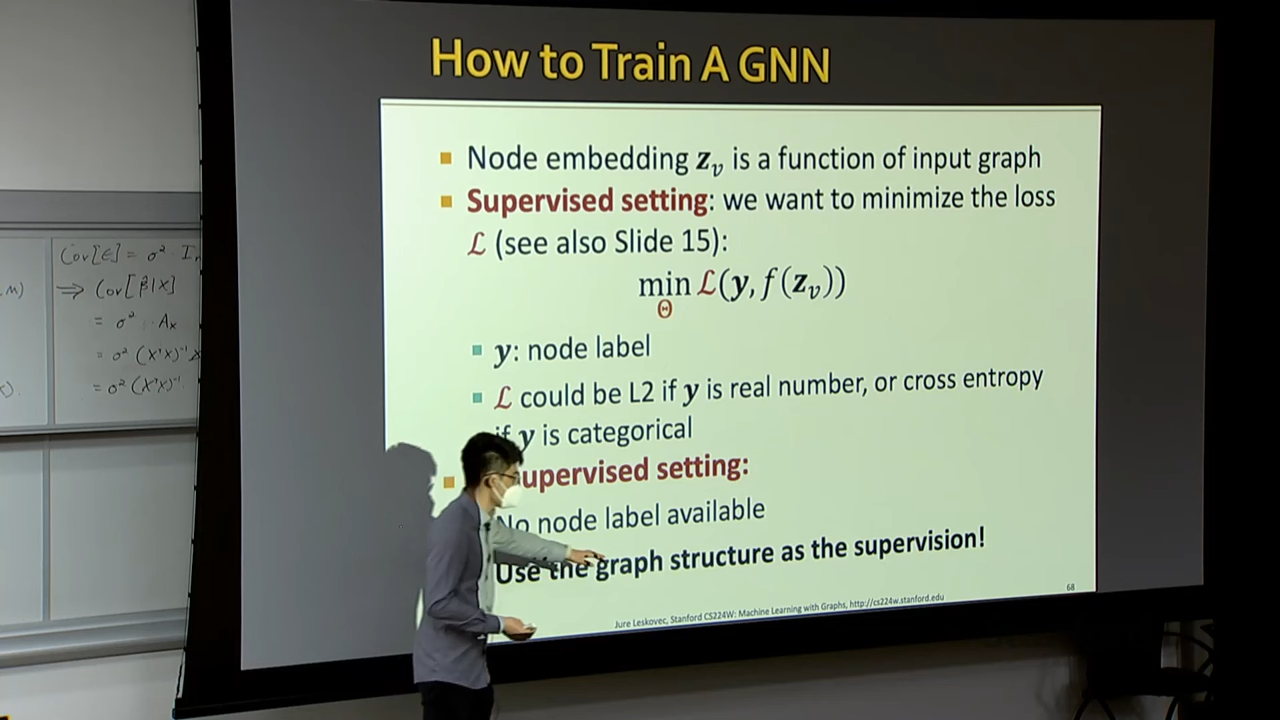 How to Train A GNN
Node embedding z_v is a function of input graph
Supervised setting: we want to minimize the loss
ℒ (see also Slide 15):
min ℒ(y, f(z_v))
Θ
y: node label
ℒ could be L2 if y is real number, or cross entropy
if y is categorical
supervised setting:
No node label available
Use the graph structure as the supervision!
68
Jure Leskovec, Stanford CS224W: Machine Learning with Graphs, http://cs224w.stanford.edu
Cov[ε] = σ² · I
⇒ Cov[β̂|X]
= σ² · Aₓ
= σ² (X'X)⁻¹
= σ² (X'X)⁻¹